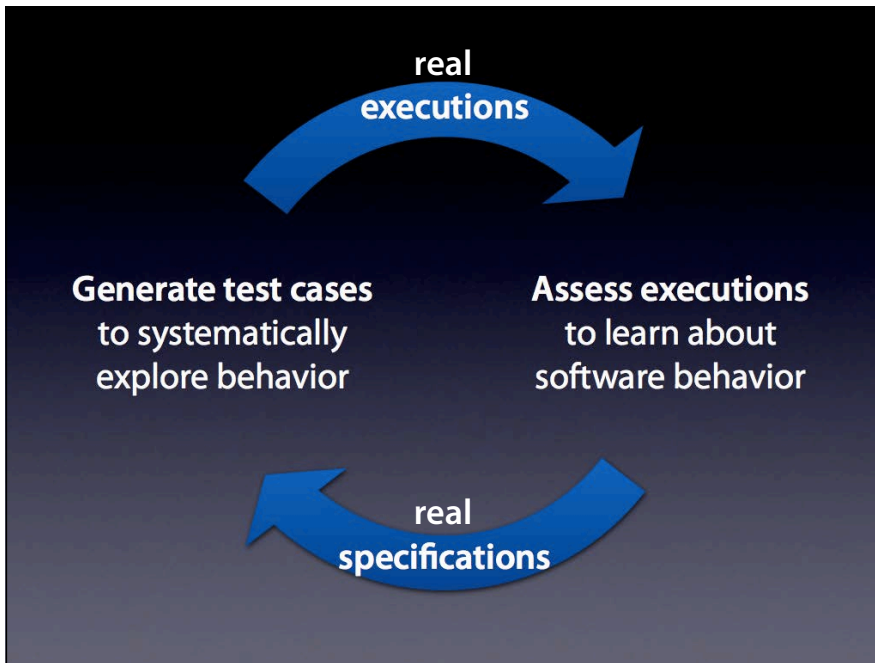 real
executions
Generate test cases
to systematically
explore behavior
Assess executions
to learn about
software behavior
real
specifications